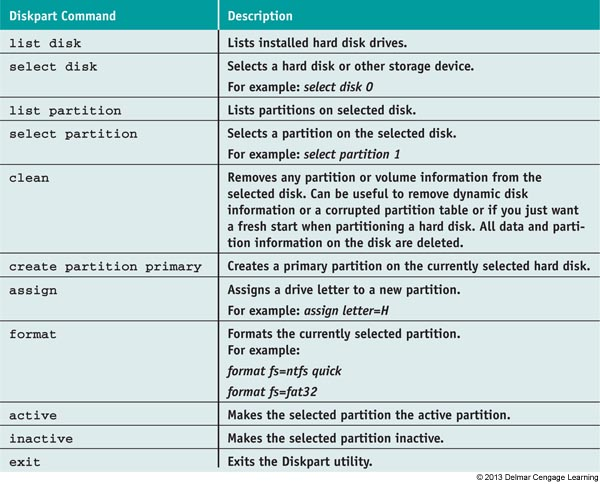 Diskpart Command Description
list disk Lists installed hard disk drives.
select disk Selects a hard disk or other storage device.
For example: select disk 0
list partition Lists partitions on selected disk.
select partition Selects a partition on the selected disk.
For example: select partition 1
clean Removes any partition or volume information from the
selected disk. Can be useful to remove dynamic disk
information or a corrupted partition table or if you just want
a fresh start when partitioning a hard disk. All data and parti-
tion information on the disk are deleted.
create partition primary Creates a primary partition on the currently selected hard disk.
assign Assigns a drive letter to a new partition.
For example: assign letter=H
format Formats the currently selected partition.
For example:
format fs=ntfs quick
format fs=fat32
active Makes the selected partition the active partition.
inactive Makes the selected partition inactive.
exit Exits the Diskpart utility.
© 2013 Delmar Cengage Learning